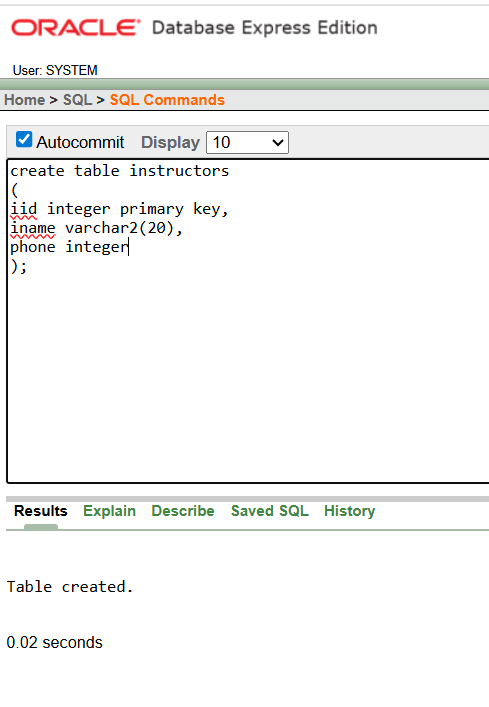 ORACLE® Database Express Edition
User: SYSTEM
Home > SQL > SQL Commands
Autocommit Display 10
create table instructors
(
iid integer primary key,
iname varchar2(20),
phone integer
);
Results Explain Describe Saved SQL History
Table created.
0.02 seconds